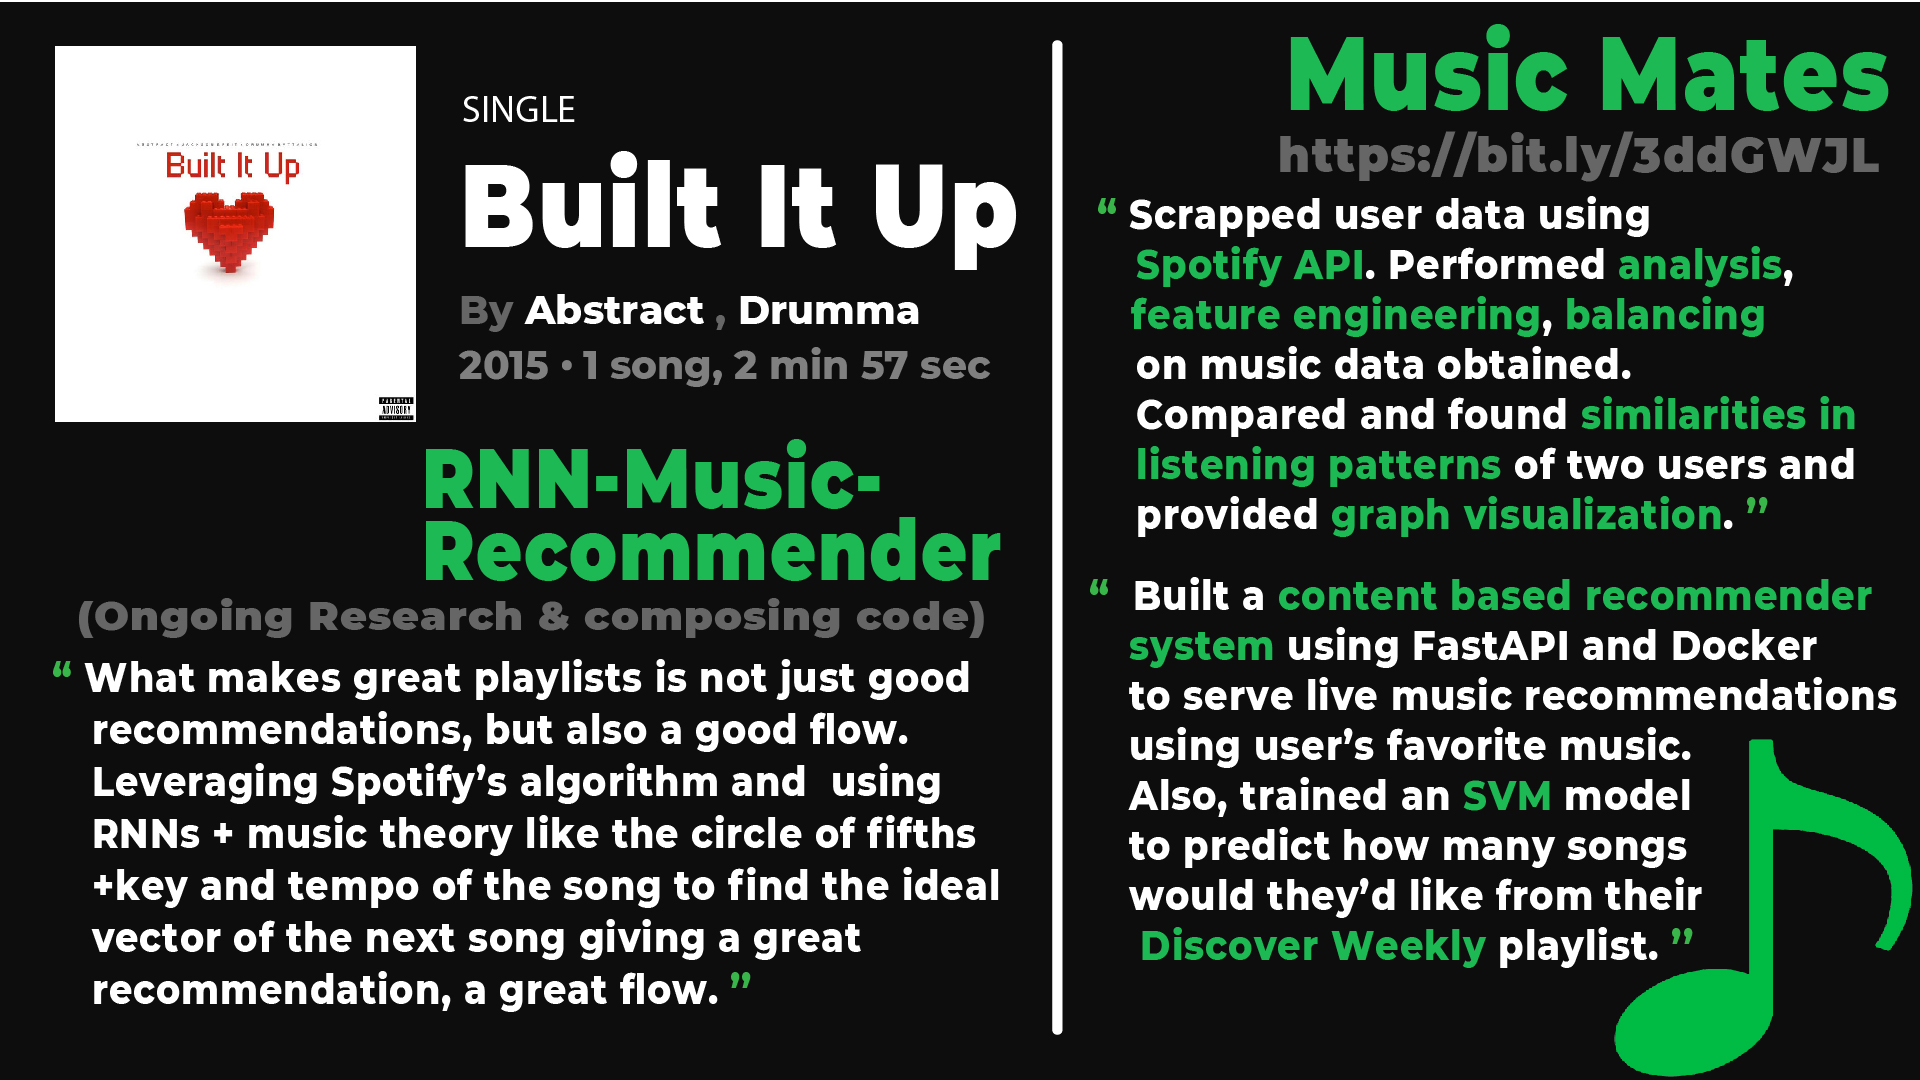 Built It Up
PARENTAL
ADVISORY
SINGLE
Built It Up
By Abstract , Drumma
2015 • 1 song, 2 min 57 sec
RNN-Music-
Recommender
(Ongoing Research & composing code)
“ What makes great playlists is not just good
recommendations, but also a good flow.
Leveraging Spotify’s algorithm and using
RNNs + music theory like the circle of fifths
+key and tempo of the song to find the ideal
vector of the next song giving a great
recommendation, a great flow. ”
Music Mates
https://bit.ly/3ddGWJL
“ Scrapped user data using
Spotify API. Performed analysis,
feature engineering, balancing
on music data obtained.
Compared and found similarities in
listening patterns of two users and
provided graph visualization. ”
“ Built a content based recommender
system using FastAPI and Docker
to serve live music recommendations
using user’s favorite music.
Also, trained an SVM model
to predict how many songs
would they’d like from their
Discover Weekly playlist. ”